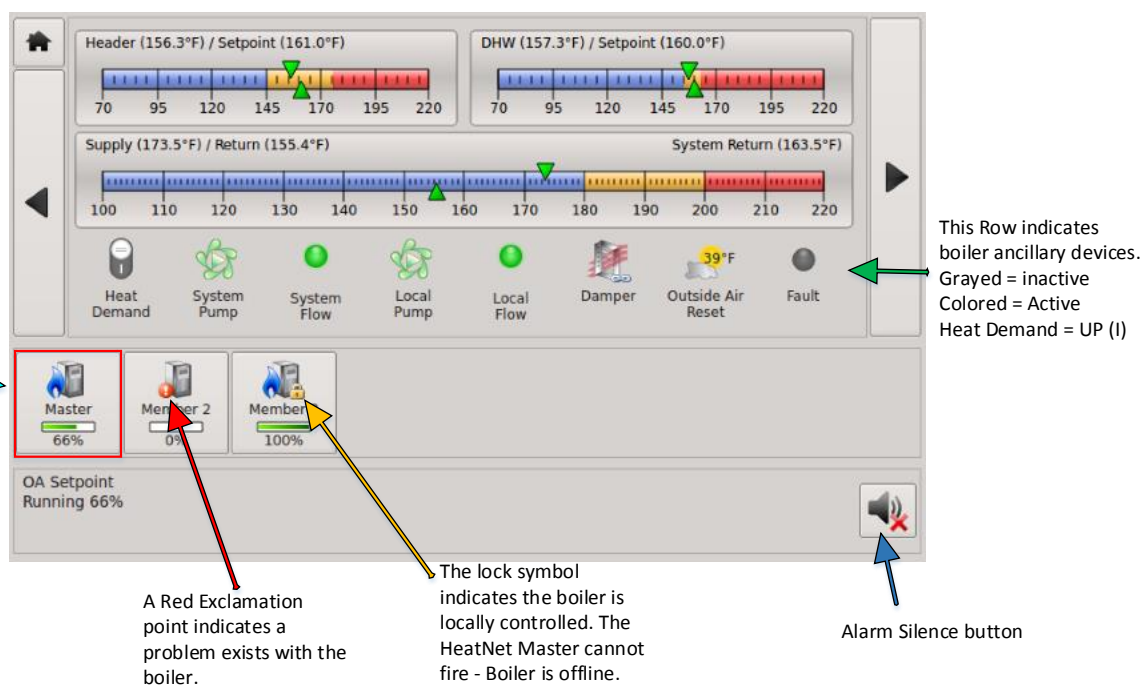 Header (156.3°F) / Setpoint (161.0°F)
70 95 120 145 170 195 220
DHW (157.3°F) / Setpoint (160.0°F)
70 95 120 145 170 195 220
Supply (173.5°F) / Return (155.4°F) System Return (163.5°F)
100 110 120 130 140 150 160 170 180 190 200 210 220
Heat
Demand
System
Pump
System
Flow
Local
Pump
Local
Flow
Damper
39°F
Outside Air
Reset
Fault
This Row indicates
boiler ancillary devices.
Grayed = inactive
Colored = Active
Heat Demand = UP (I)
Master
66%
Member 2
0%
Member
100%
OA Setpoint
Running 66%
A Red Exclamation
point indicates a
problem exists with the
boiler.
The lock symbol
indicates the boiler is
locally controlled. The
HeatNet Master cannot
fire - Boiler is offline.
Alarm Silence button